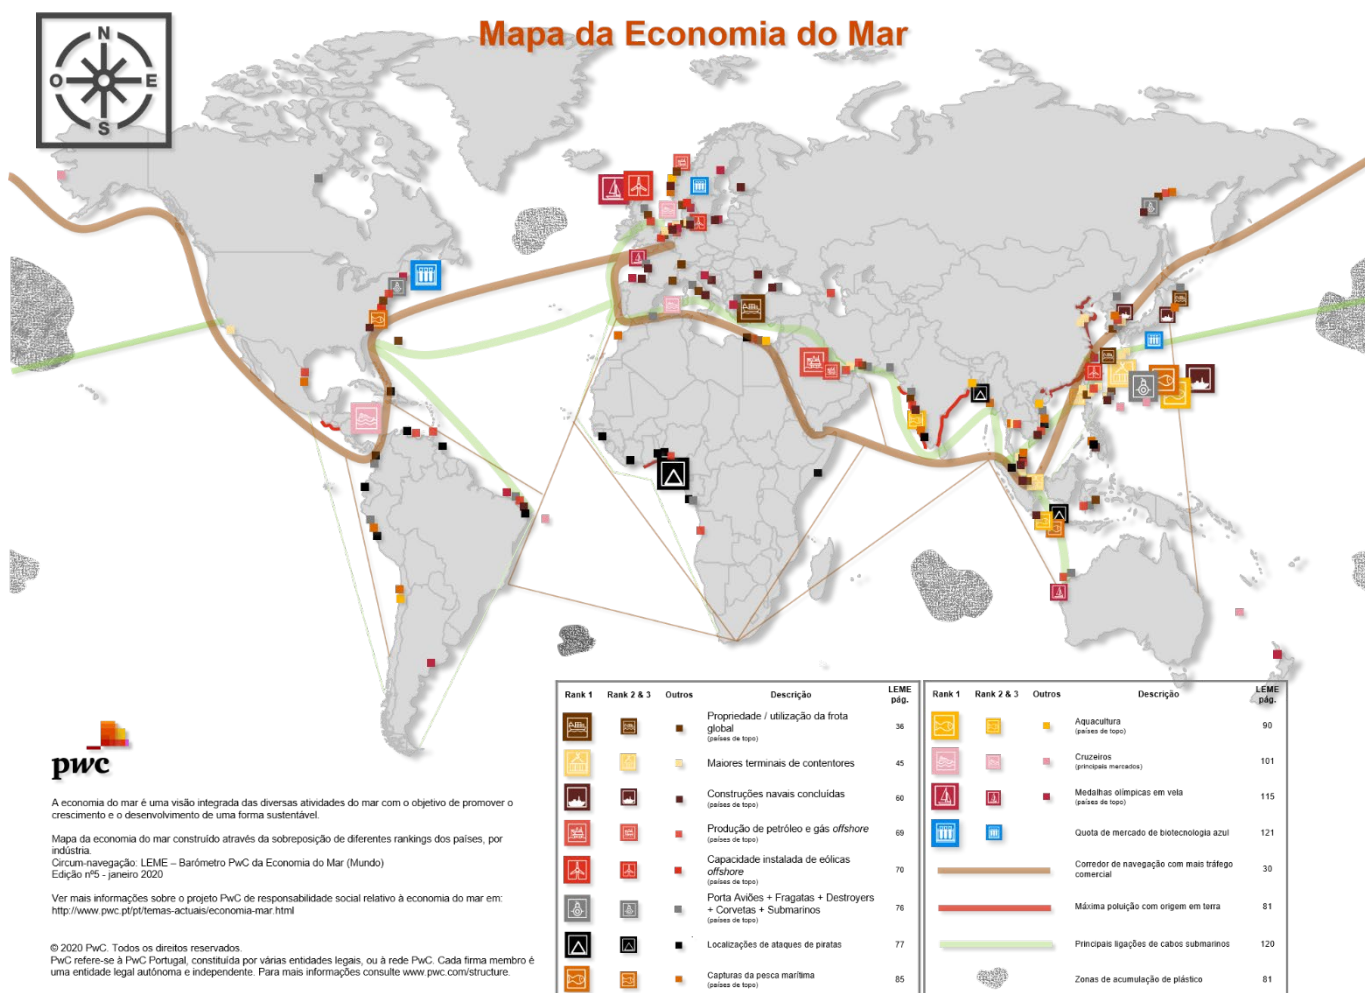 Mapa da Economia do Mar
N
O
E
S
pwc
A economia do mar é uma visão integrada das diversas atividades do mar com o objetivo de promover o
crescimento e o desenvolvimento de uma forma sustentável.
Mapa da economia do mar construído através da sobreposição de diferentes rankings dos países, por
indústria.
Circum-navegação: LEME – Barómetro PwC da Economia do Mar (Mundo)
Edição nº5 - janeiro 2020
Ver mais informações sobre o projeto PwC de responsabilidade social relativo à economia do mar em:
http://www.pwc.pt/pt/temas-actuais/economia-mar.html
© 2020 PwC. Todos os direitos reservados.
PwC refere-se à PwC Portugal, constituída por várias entidades legais, ou à rede PwC. Cada firma membro é
uma entidade legal autónoma e independente. Para mais informações consulte www.pwc.com/structure.
Rank 1 Rank 2 & 3 Outros Descrição LEME pág.
Propriedade / utilização da frota
global 36
(países de topo)
Maiores terminais de contentores 45
Construções navais concluídas 60
(países de topo)
Produção de petróleo e gás offshore 69
(países de topo)
Capacidade instalada de eólicas
offshore 70
(países de topo)
Porta Aviões + Fragatas + Destroyers
+ Corvetas + Submarinos 76
(países de topo)
Localizações de ataques de piratas 77
Capturas da pesca marítima 85
(países de topo)
Rank 1 Rank 2 & 3 Outros Descrição LEME pág.
Aquacultura 90
(países de topo)
Cruzeiros 101
(principais mercados)
Medalhas olímpicas em vela 115
(países de topo)
Quota de mercado de biotecnologia azul 121
Corredor de navegação com mais tráfego
comercial 30
Máxima poluição com origem em terra 81
Principais ligações de cabos submarinos 120
Zonas de acumulação de plástico 81